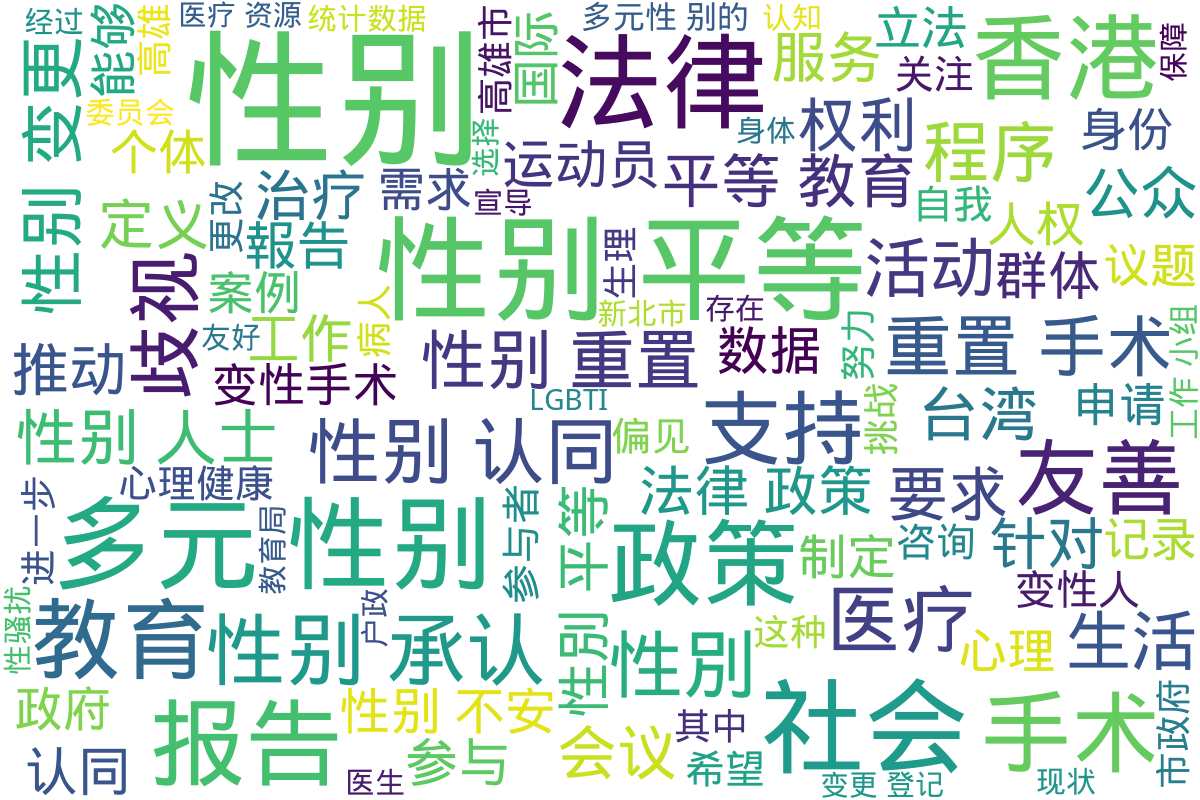 经过
医疗 资源
统计数据
多元性 别的
认知
立法
香港
保障
变更
能够
高雄
性别
高雄市
国际
法律
服务
关注
委员会
个体
选择
身体
权利
程序
身份
运动员
平等 教育
性别
定义
更改
治疗
需求
宣导
自我
人权
公众
報告
性别平等
生理
活动
群体
议题
歧视
案例
病人
新北市
存在
友好
工作
性别 重置
数据
努力
重置 手术
工作 小组
推动
变性手术
LGBTI
支持
挑战
台湾
申请
性别 人士
性别 认同
偏见
友善
进一步
心理健康
法律 政策
要求
多元 性别
教育局
参与者
平等
政策
制定
咨询
针对
记录
性骚扰
教育
性别 承认
户政
性别
性別
这种
医疗
变性人
心理
生活
政府
报告
性别 不安
会议
其中
社会
手术
市政府
认同
医生
参与
希望
变更 登记
现状